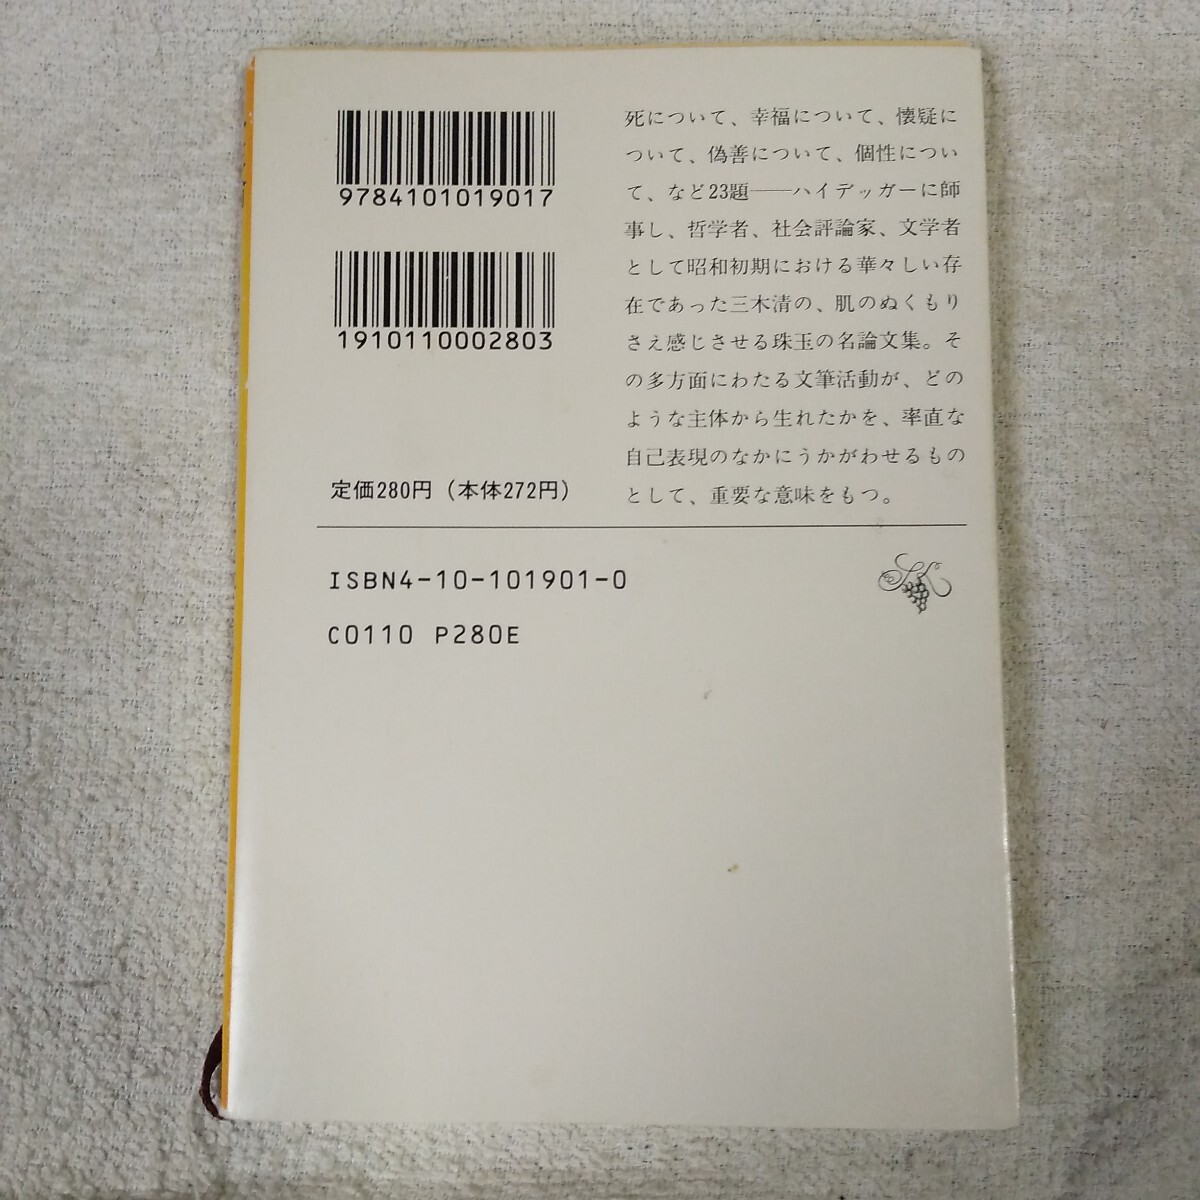 9784101019017
1910110002803
定価280円（本体272円）
死について、幸福について、懐疑に
ついて、偽善について、個性につい
て、など23題――ハイデッガーに師
事し、哲学者、社会評論家、文学者
として昭和初期における華々しい存
在であった三木清の、肌のぬくもり
さえ感じさせる珠玉の名論文集。そ
の多方面にわたる文筆活動が、どの
ような主体から生れたかを、率直な
自己表現のなかにうかがわせるもの
として、重要な意味をもつ。
ISBN4-10-101901-0
C0110 P280E